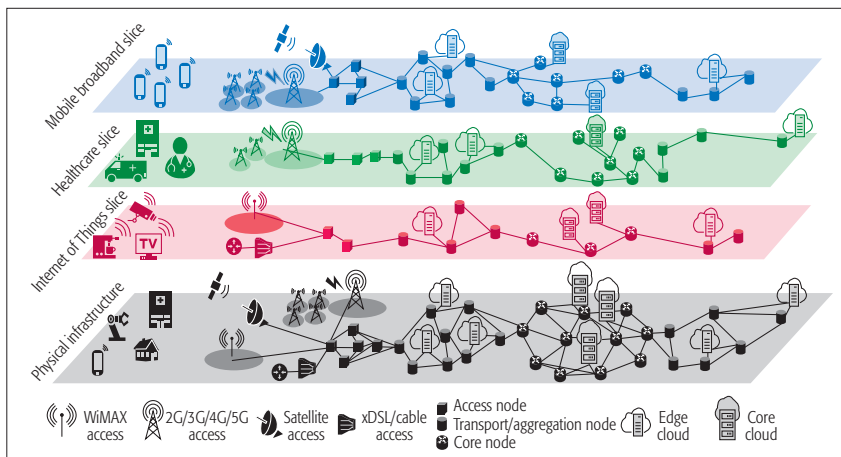 Mobile broadband slice
Healthcare slice
Internet of Things slice
TV
Physical infrastructure
WiMAX
access
2G/3G/4G/5G
access
Satellite
access
xDSL/cable
access
Access node
Transport/aggregation node
Core node
Edge
cloud
Core
cloud